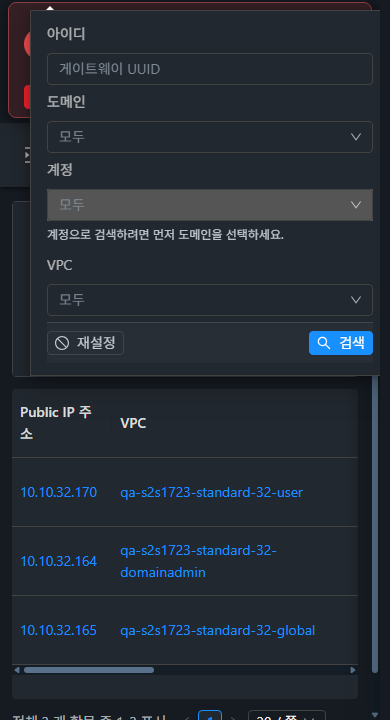 아이디
게이트웨이 UUID
도메인
모두
계정
모두
계정으로 검색하려면 먼저 도메인을 선택하세요.
VPC
모두
재설정
검색
Public IP 주
소
VPC
10.10.32.170
qa-s2s1723-standard-32-user
10.10.32.164
qa-s2s1723-standard-32-
domainadmin
10.10.32.165
qa-s2s1723-standard-32-global